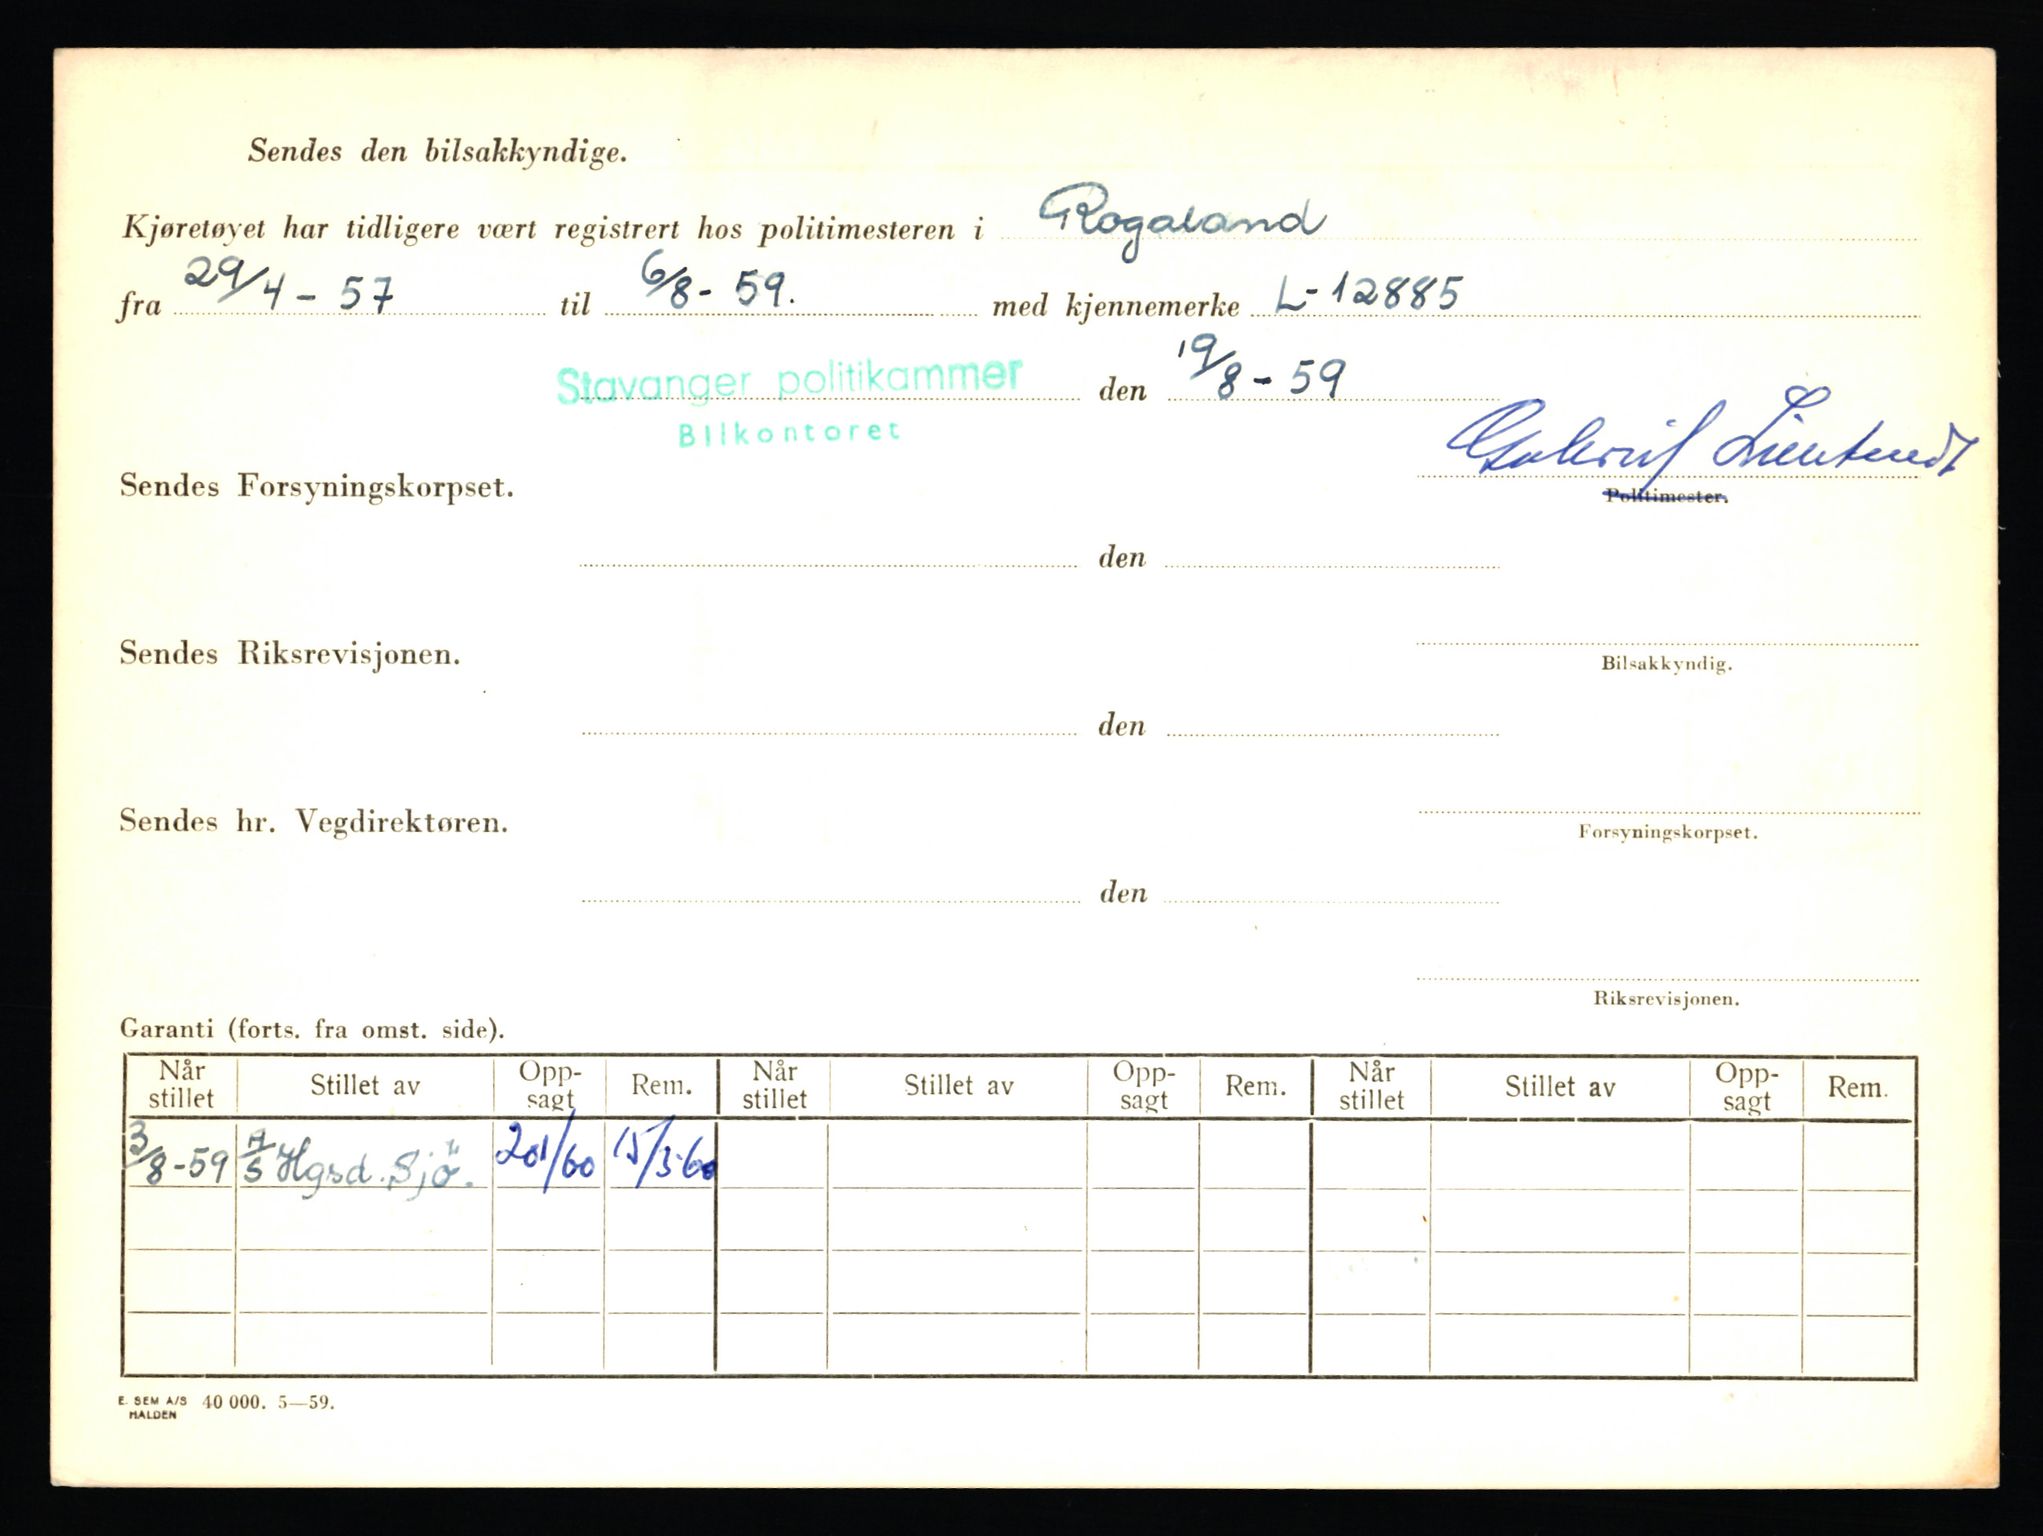 Sendes den bilsakkyndige.
Kjøretøyet har tidligere vært registrert hos politimesteren i Rogaland
fra 29/4 - 57 til 6/8 - 59. med kjennemerke L-12885
Stavanger politikammer den 19/8 - 59
Bilkontoret
Sendes Forsyningskorpset.
Politimester.
den
Sendes Riksrevisjonen.
Bilsakkyndig.
den
Sendes hr. Vegdirektøren.
Forsyningskorpset.
den
Riksrevisjonen.
Garanti (forts. fra omst. side).
Når stillet Stillet av Opp- sagt Rem. Når stillet Stillet av Opp- sagt Rem. Når stillet Stillet av Opp- sagt Rem.
3/8-59 A/S Hgsd. Sjö. 201/60 15/3-60
E. SEM A/S 40 000. 5—59.
HALDEN